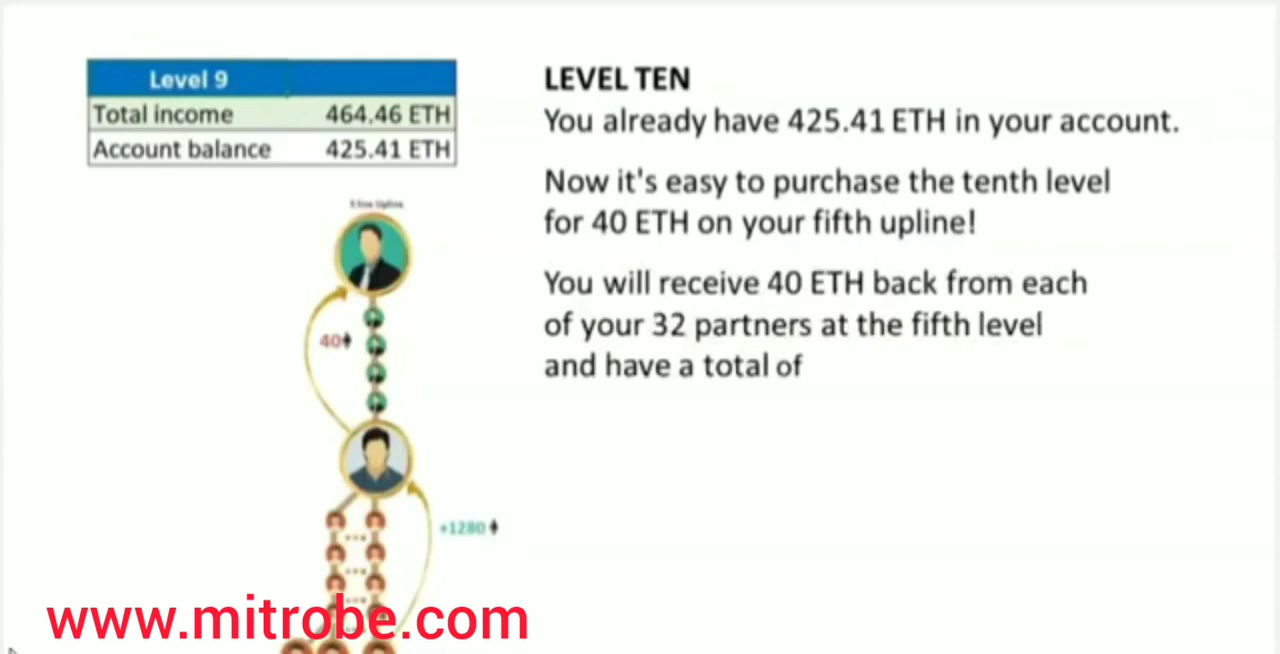 Level 9
Total income 464.46 ETH
Account balance 425.41 ETH
LEVEL TEN
You already have 425.41 ETH in your account.
Now it's easy to purchase the tenth level
for 40 ETH on your fifth upline!
You will receive 40 ETH back from each
of your 32 partners at the fifth level
and have a total of
40
+1280
www.mitrobe.com